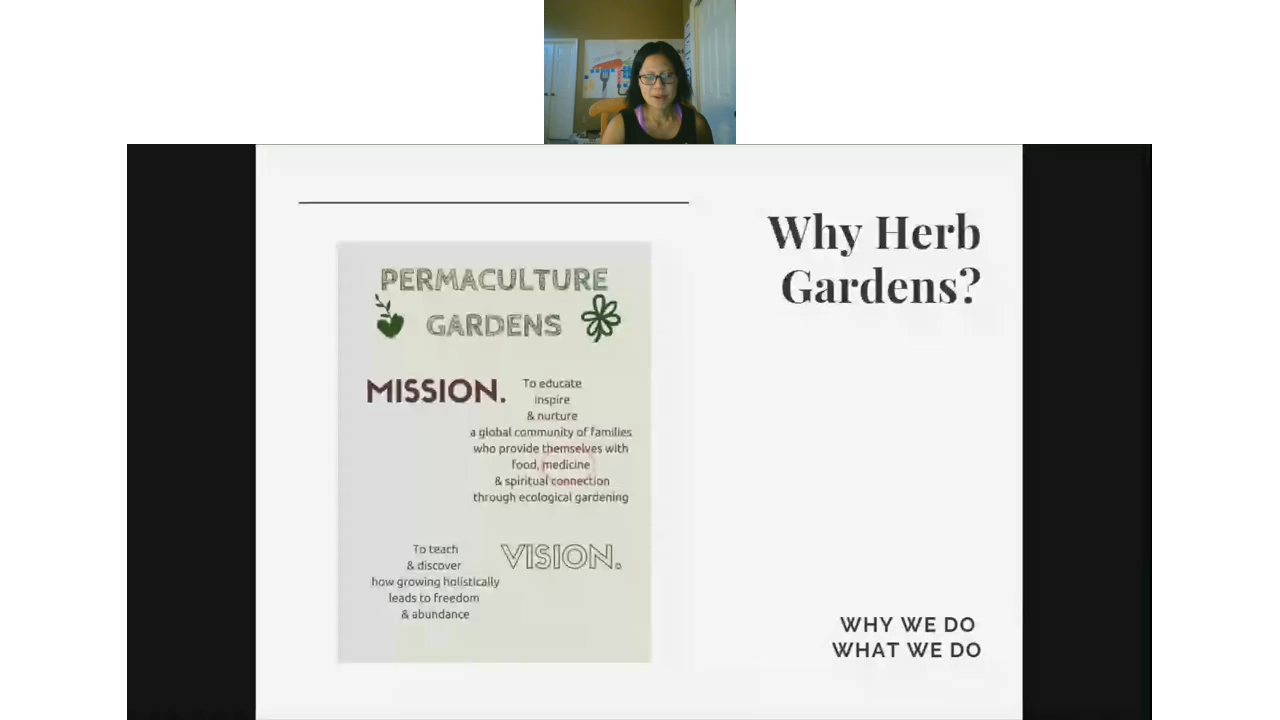 Why Herb
Gardens?
PERMACULTURE
GARDENS
MISSION.
To educate
inspire
& nurture
a global community of families
who provide themselves with
food, medicine
& spiritual connection
through ecological gardening
VISION.
To teach
& discover
how growing holistically
leads to freedom
& abundance
WHY WE DO
WHAT WE DO